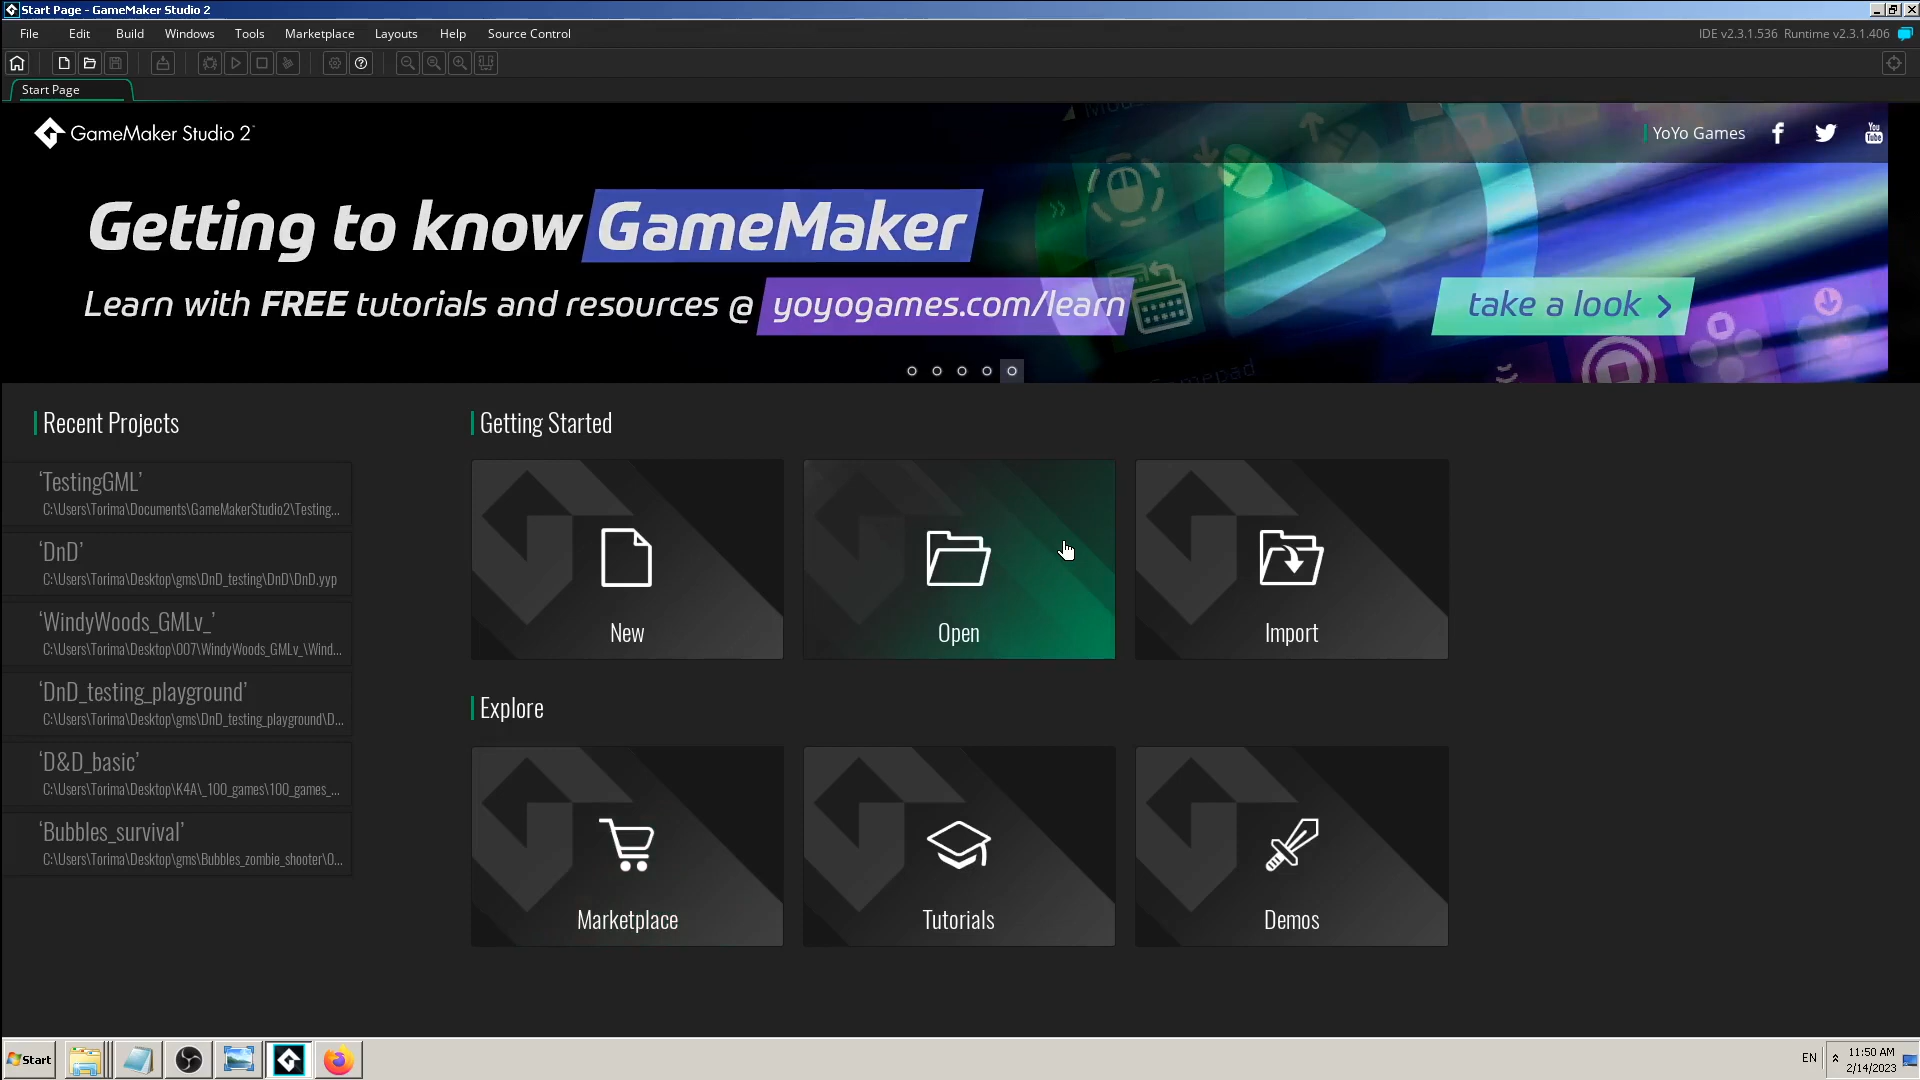 Start Page - GameMaker Studio 2
File Edit Build Windows Tools Marketplace Layouts Help Source Control
IDE v2.3.1.536 Runtime v2.3.1.406
Start Page
GameMaker Studio 2
YoYo Games
You Tube
Getting to know GameMaker
Learn with FREE tutorials and resources @ yoyogames.com/learn
take a look >
Gamepad
Recent Projects
'TestingGML'
C:\Users\Torima\Documents\GameMakerStudio2\Testing...
'DnD'
C:\Users\Torima\Desktop\gms\DnD_testing\DnD\DnD.yyp
'WindyWoods_GMLv_'
C:\Users\Torima\Desktop\007\WindyWoods_GMLv_\Wind...
'DnD_testing_playground'
C:\Users\Torima\Desktop\gms\DnD_testing_playground\D...
'D&D_basic'
C:\Users\Torima\Desktop\K4A\_100_games\100_games_...
'Bubbles_survival'
C:\Users\Torima\Desktop\gms\Bubbles_zombie_shooter\0...
Getting Started
New
Open
Import
Explore
Marketplace
Tutorials
Demos
Start
EN
11:50 AM
2/14/2023